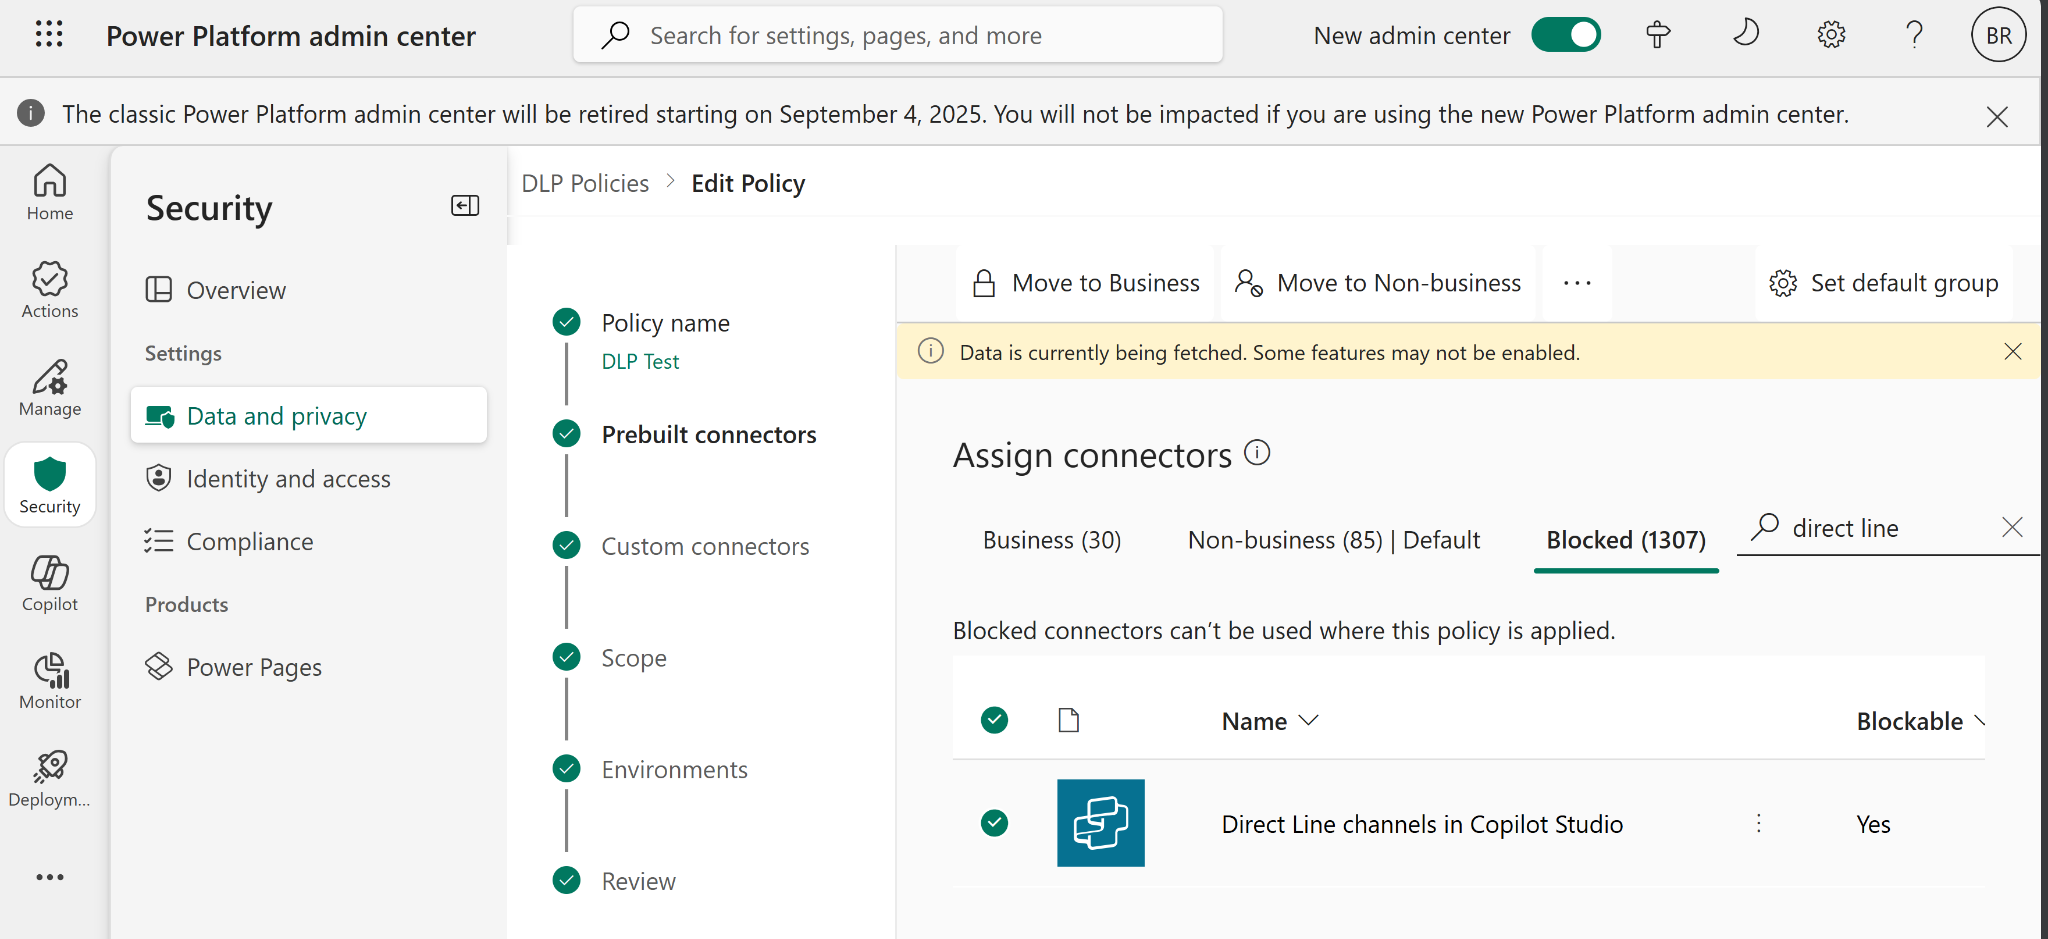 Power Platform admin center
Search for settings, pages, and more
New admin center
BR
The classic Power Platform admin center will be retired starting on September 4, 2025. You will not be impacted if you are using the new Power Platform admin center.
Home
Actions
Manage
Security
Copilot
Monitor
Deploym...
Security
Overview
Settings
Data and privacy
Identity and access
Compliance
Products
Power Pages
DLP Policies > Edit Policy
Policy name
DLP Test
Prebuilt connectors
Custom connectors
Scope
Environments
Review
Move to Business
Move to Non-business
Set default group
Data is currently being fetched. Some features may not be enabled.
Assign connectors
Business (30)
Non-business (85) | Default
Blocked (1307)
direct line
Blocked connectors can’t be used where this policy is applied.
Name
Blockable
Direct Line channels in Copilot Studio
Yes